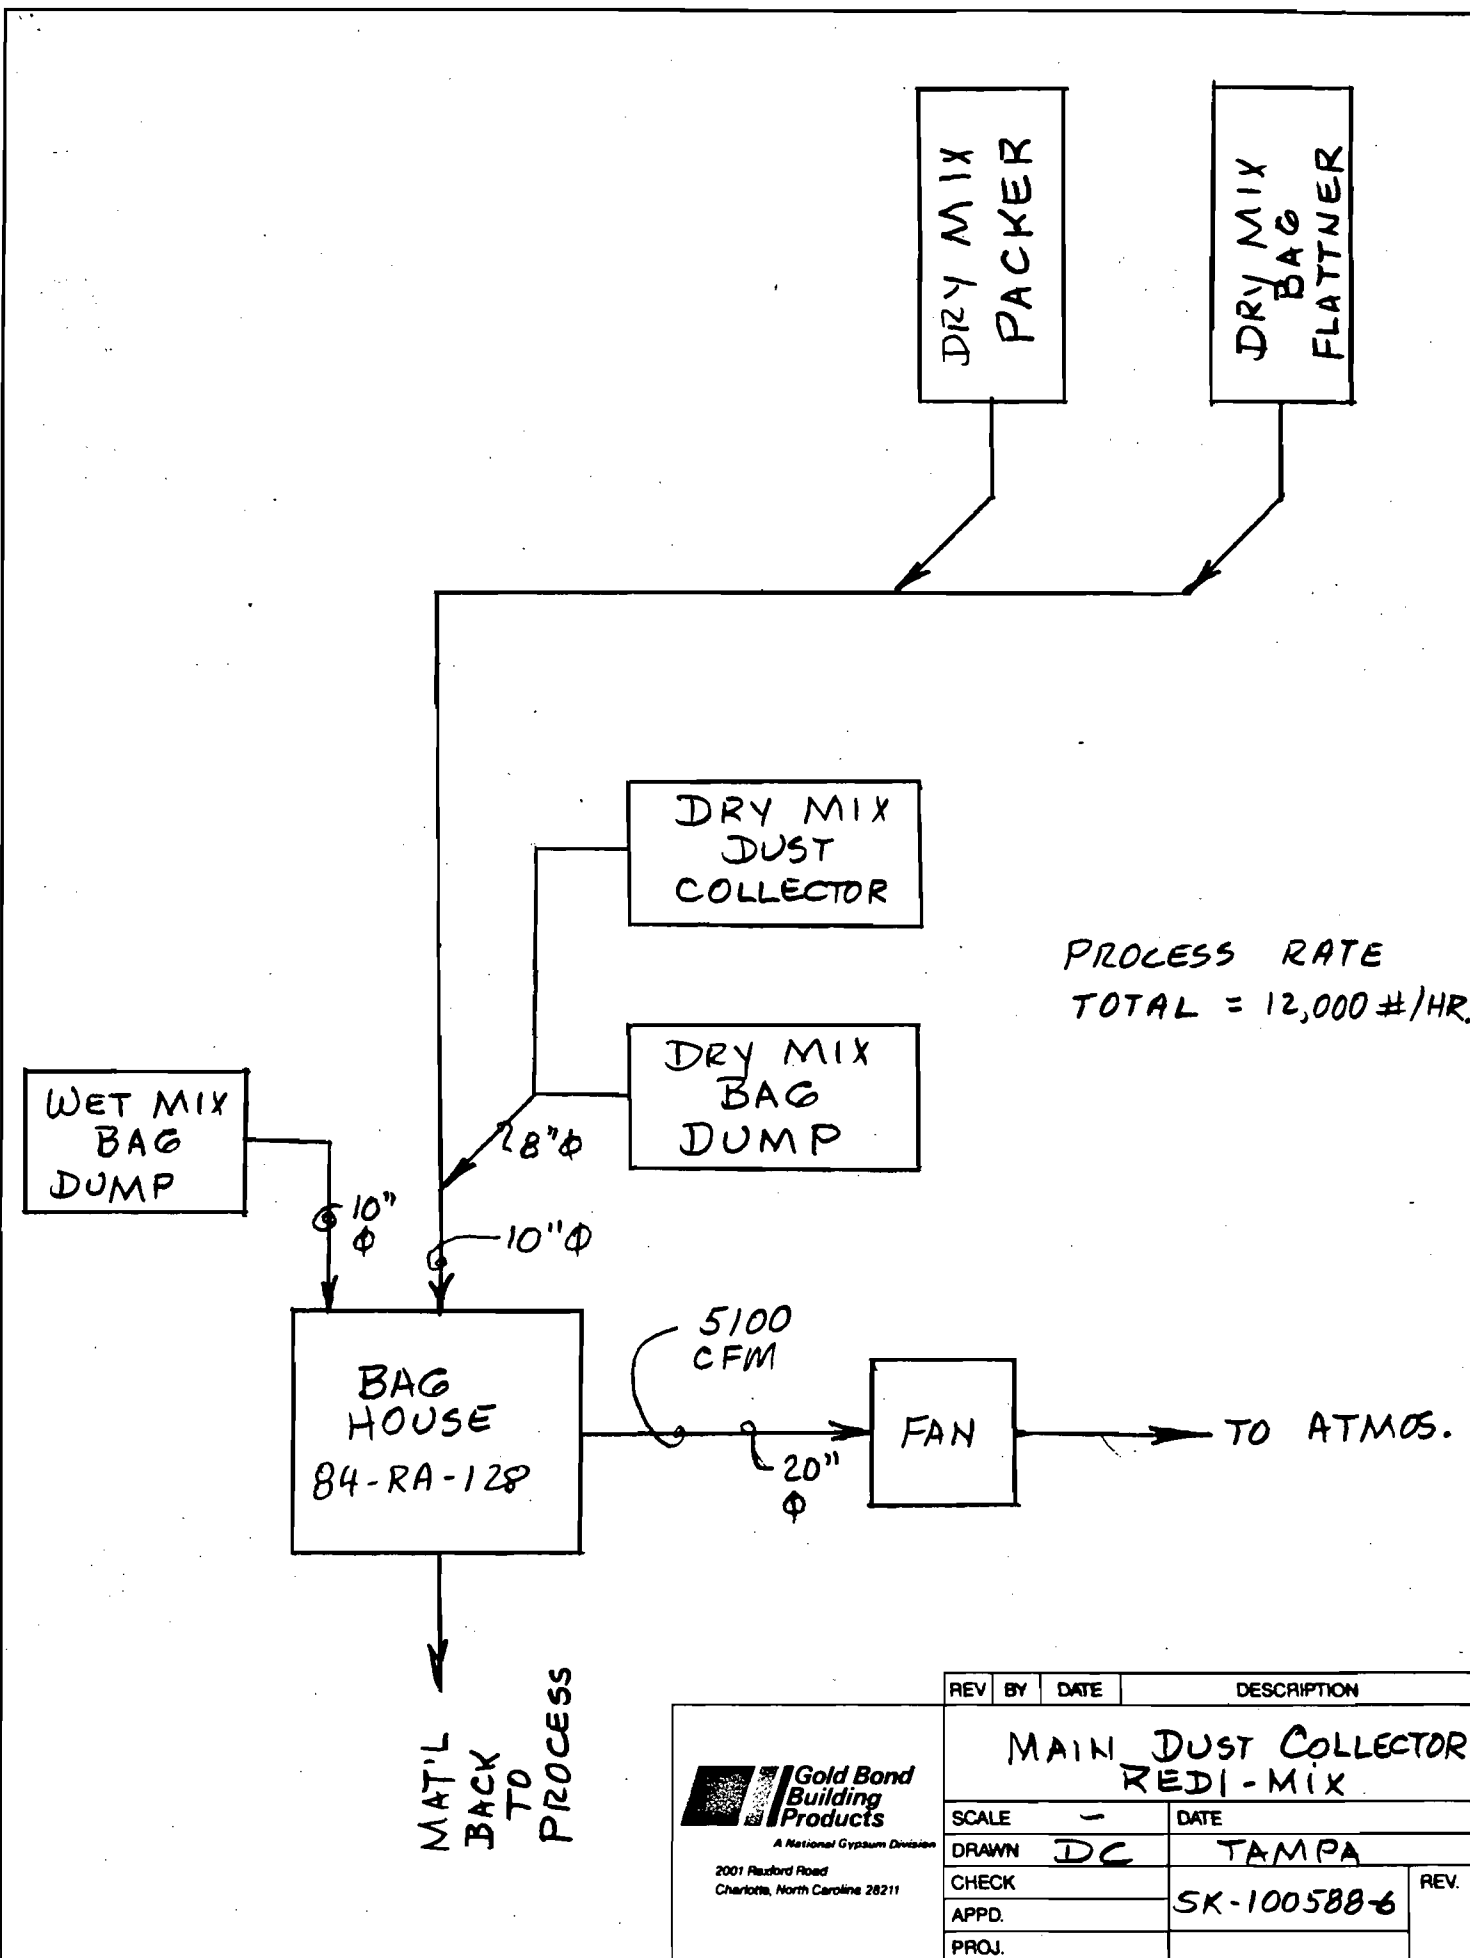 DRY MIX
PACKER
DRY MIX
BAG
FLATTNER
DRY MIX
DUST
COLLECTOR
PROCESS RATE
TOTAL = 12,000 #/HR.
DRY MIX
BAG
DUMP
WET MIX
BAG
DUMP
8"Φ
10"
Φ
10"Φ
5100
CFM
BAG
HOUSE
84-RA-128
FAN
TO ATMOS.
20"
Φ
MAT'L
BACK
TO
PROCESS
REV BY DATE DESCRIPTION
MAIN DUST COLLECTOR
REDI-MIX
Gold Bond
Building
Products
A National Gypsum Division
2001 Rexford Road
Charlotte, North Carolina 28211
SCALE — DATE
DRAWN DC TAMPA
CHECK
SK-100588-6 REV.
APPD.
PROJ.